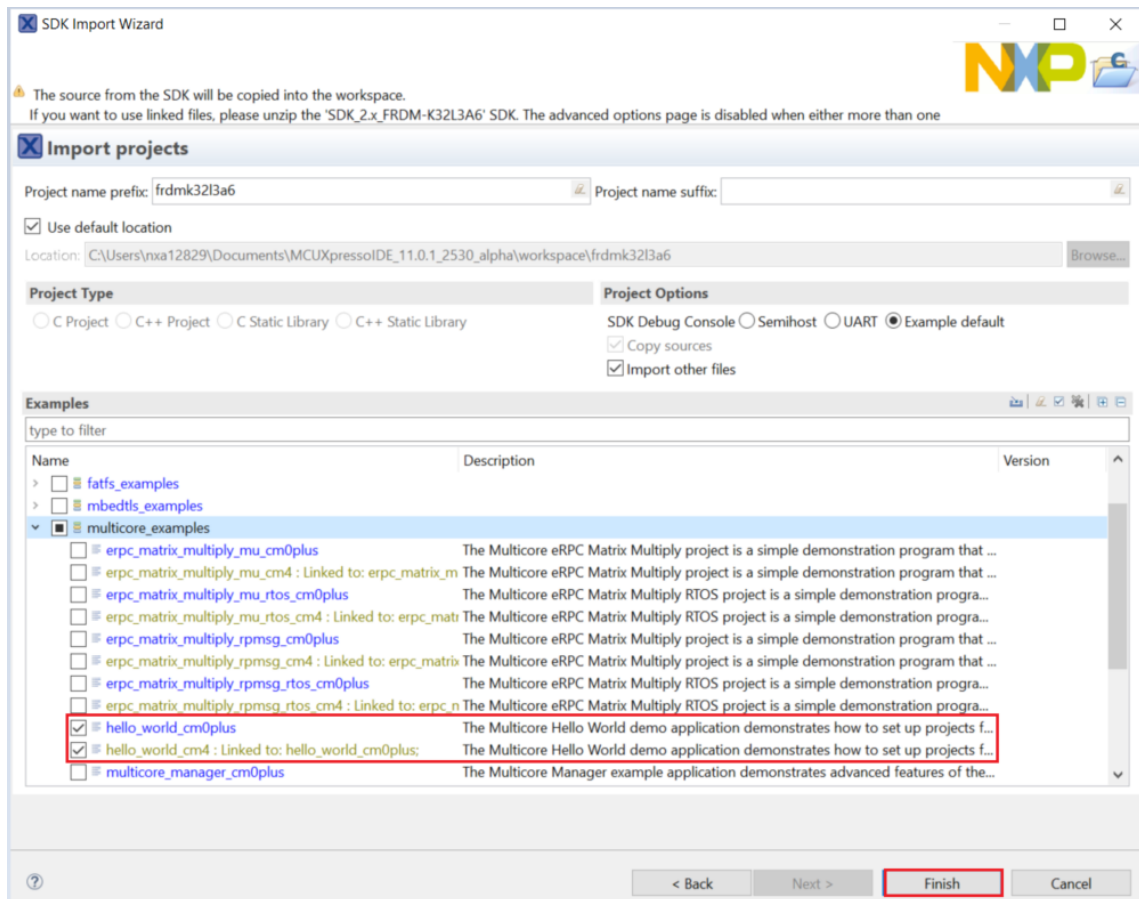 SDK Import Wizard
NXP
The source from the SDK will be copied into the workspace.
If you want to use linked files, please unzip the 'SDK_2.x_FRDM-K32L3A6' SDK. The advanced options page is disabled when either more than one
Import projects
Project name prefix: frdmk32l3a6 Project name suffix:
Use default location
Location: C:\Users\nxa12829\Documents\MCUXpressoIDE_11.0.1_2530_alpha\workspace\frdmk32l3a6 Browse...
Project Type Project Options
C Project C++ Project C Static Library C++ Static Library SDK Debug Console Semihost UART Example default
Copy sources
Import other files
Examples
type to filter
Name Description Version
fatfs_examples
mbedtls_examples
multicore_examples
erpc_matrix_multiply_mu_cm0plus The Multicore eRPC Matrix Multiply project is a simple demonstration program that ...
erpc_matrix_multiply_mu_cm4 : Linked to: erpc_matrix_m The Multicore eRPC Matrix Multiply project is a simple demonstration program that ...
erpc_matrix_multiply_mu_rtos_cm0plus The Multicore eRPC Matrix Multiply RTOS project is a simple demonstration progra...
erpc_matrix_multiply_mu_rtos_cm4 : Linked to: erpc_matri The Multicore eRPC Matrix Multiply RTOS project is a simple demonstration progra...
erpc_matrix_multiply_rpmsg_cm0plus The Multicore eRPC Matrix Multiply project is a simple demonstration program that ...
erpc_matrix_multiply_rpmsg_cm4 : Linked to: erpc_matrix The Multicore eRPC Matrix Multiply project is a simple demonstration program that ...
erpc_matrix_multiply_rpmsg_rtos_cm0plus The Multicore eRPC Matrix Multiply RTOS project is a simple demonstration progra...
erpc_matrix_multiply_rpmsg_rtos_cm4 : Linked to: erpc_n The Multicore eRPC Matrix Multiply RTOS project is a simple demonstration progra...
hello_world_cm0plus The Multicore Hello World demo application demonstrates how to set up projects f...
hello_world_cm4 : Linked to: hello_world_cm0plus; The Multicore Hello World demo application demonstrates how to set up projects f...
multicore_manager_cm0plus The Multicore Manager example application demonstrates advanced features of the...
< Back Next > Finish Cancel